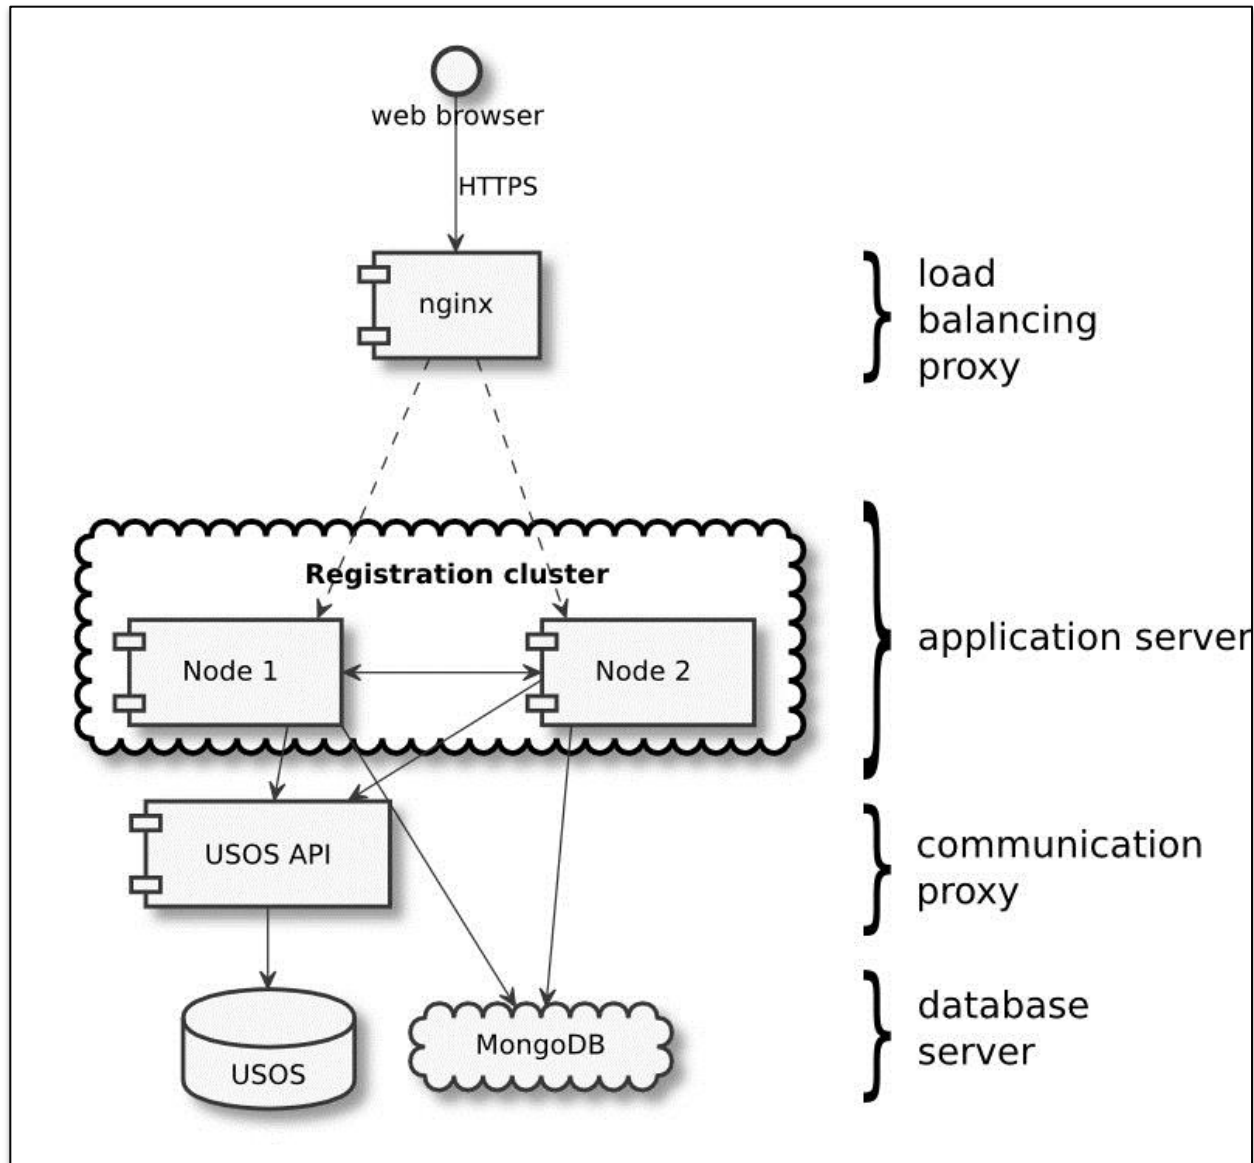 web browser
HTTPS
nginx
load
balancing
proxy
Registration cluster
Node 1
Node 2
application server
USOS API
communication
proxy
USOS
MongoDB
database
server